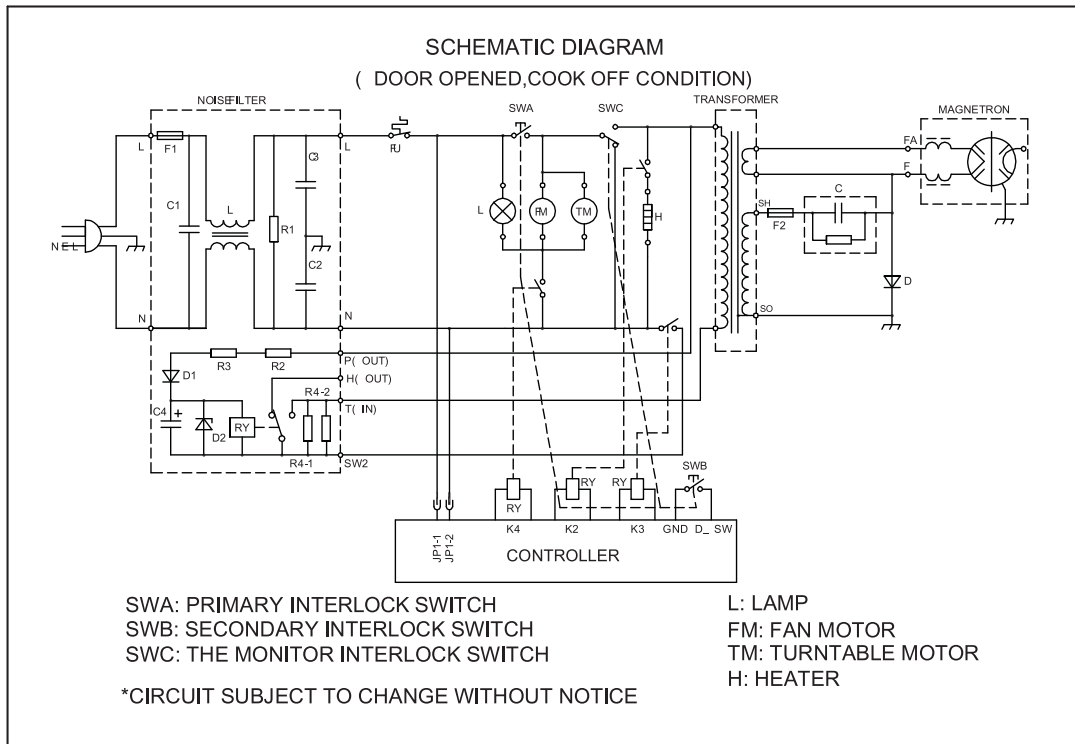 SCHEMATIC DIAGRAM
( DOOR OPENED,COOK OFF CONDITION)
NOISE FILTER
SWA
SWC
TRANSFORMER
MAGNETRON
L
F1
L
FU
C3
FA
F
C1
L
R1
L
FM
TM
H
SH
F2
C
N E L
C2
D
N
N
SO
R3
R2
P( OUT)
D1
H( OUT)
R4-2
T( IN)
C4
+
D2
RY
R4-1
SW2
SWB
RY
RY
RY
K4
K2
K3
GND
D_ SW
JP1-1
JP1-2
CONTROLLER
SWA: PRIMARY INTERLOCK SWITCH
SWB: SECONDARY INTERLOCK SWITCH
SWC: THE MONITOR INTERLOCK SWITCH
L: LAMP
FM: FAN MOTOR
TM: TURNTABLE MOTOR
H: HEATER
*CIRCUIT SUBJECT TO CHANGE WITHOUT NOTICE